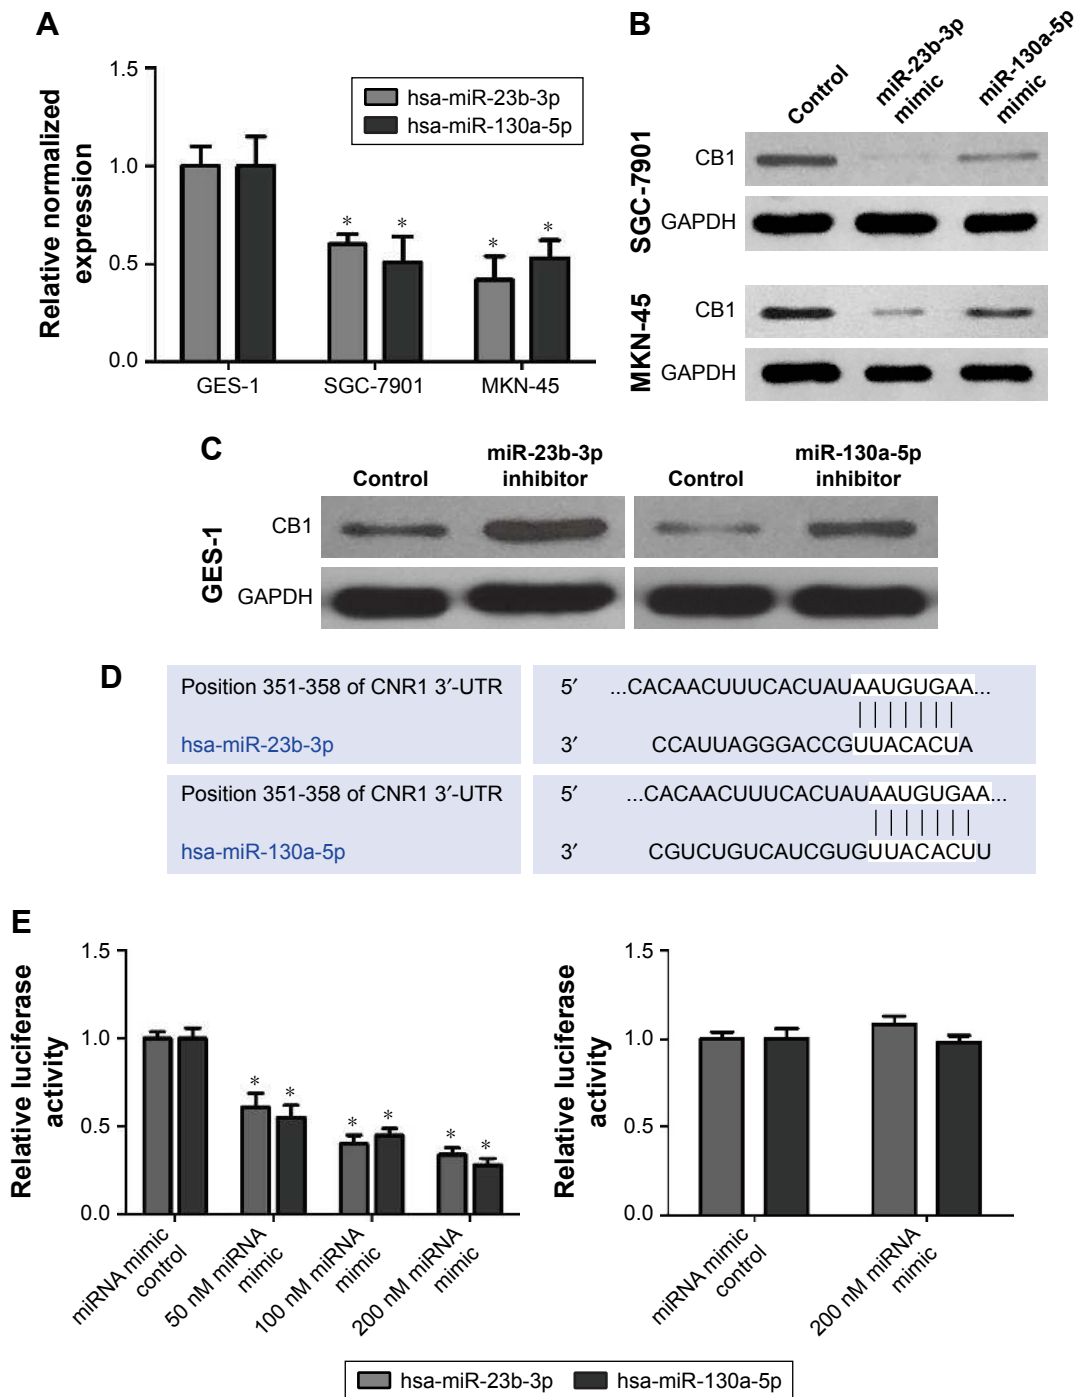 A
Relative normalized
expression
1.5
1.0
0.5
0.0
hsa-miR-23b-3p
hsa-miR-130a-5p
* * * *
GES-1 SGC-7901 MKN-45
B
Control miR-23b-3p mimic miR-130a-5p mimic
SGC-7901
CB1
GAPDH
MKN-45
CB1
GAPDH
C
Control miR-23b-3p inhibitor Control miR-130a-5p inhibitor
GES-1
CB1
GAPDH
D
Position 351-358 of CNR1 3′-UTR 5′ ...CACAACUUUCACUAUAAUGUGAA...
hsa-miR-23b-3p 3′ CCAUUAGGGACCGUUACACUA
Position 351-358 of CNR1 3′-UTR 5′ ...CACAACUUUCACUAUAAUGUGAA...
hsa-miR-130a-5p 3′ CGUCUGUCAUCGUGUUACACUU
E
Relative luciferase
activity
1.5
1.0
0.5
0.0
* * * * * *
miRNA mimic control 50 nM miRNA mimic 100 nM miRNA mimic 200 nM miRNA mimic
Relative luciferase
activity
1.5
1.0
0.5
0.0
miRNA mimic control 200 nM miRNA mimic
hsa-miR-23b-3p hsa-miR-130a-5p